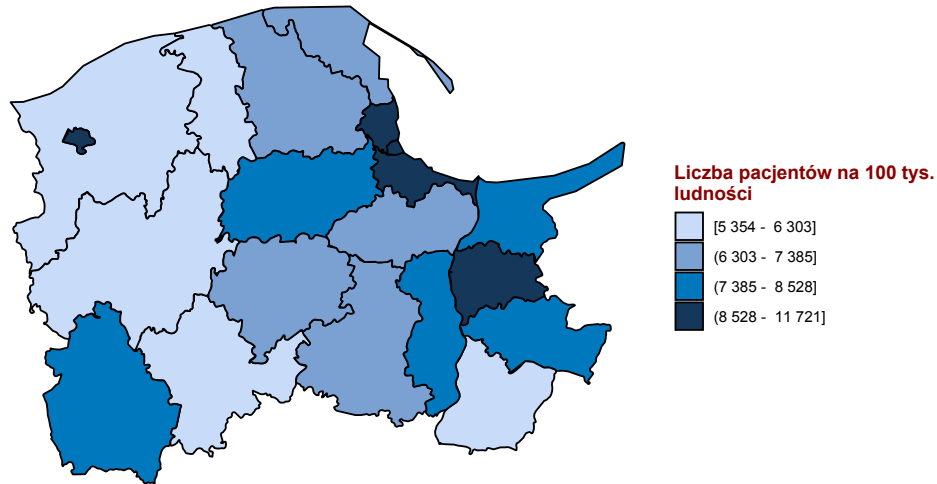 Liczba pacjentów na 100 tys.
ludności
[5 354 - 6 303]
(6 303 - 7 385]
(7 385 - 8 528]
(8 528 - 11 721]